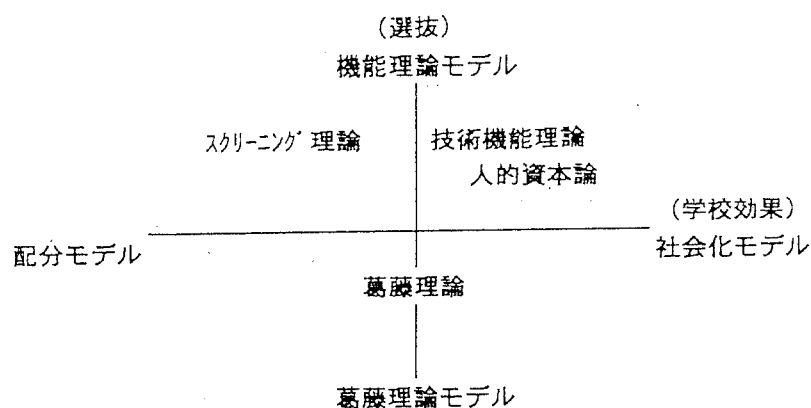 （選抜）
機能理論モデル
スクリーニング理論
技術機能理論
人的資本論
（学校効果）
配分モデル
社会化モデル
葛藤理論
葛藤理論モデル